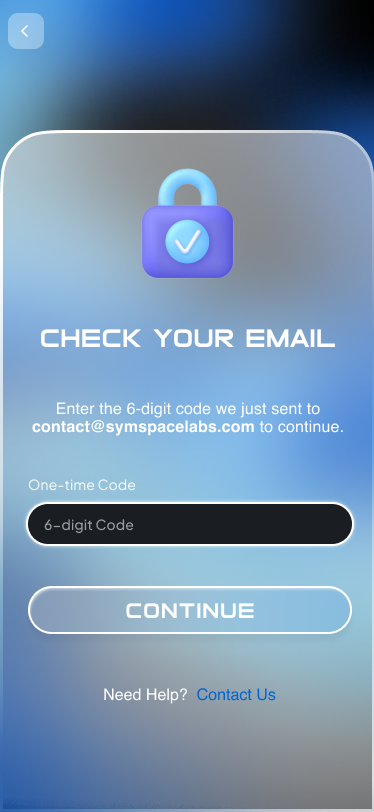 CHECK YOUR EMAIL
Enter the 6-digit code we just sent to
contact@symspacelabs.com to continue.
One-time Code
6-digit Code
CONTINUE
Need Help? Contact Us